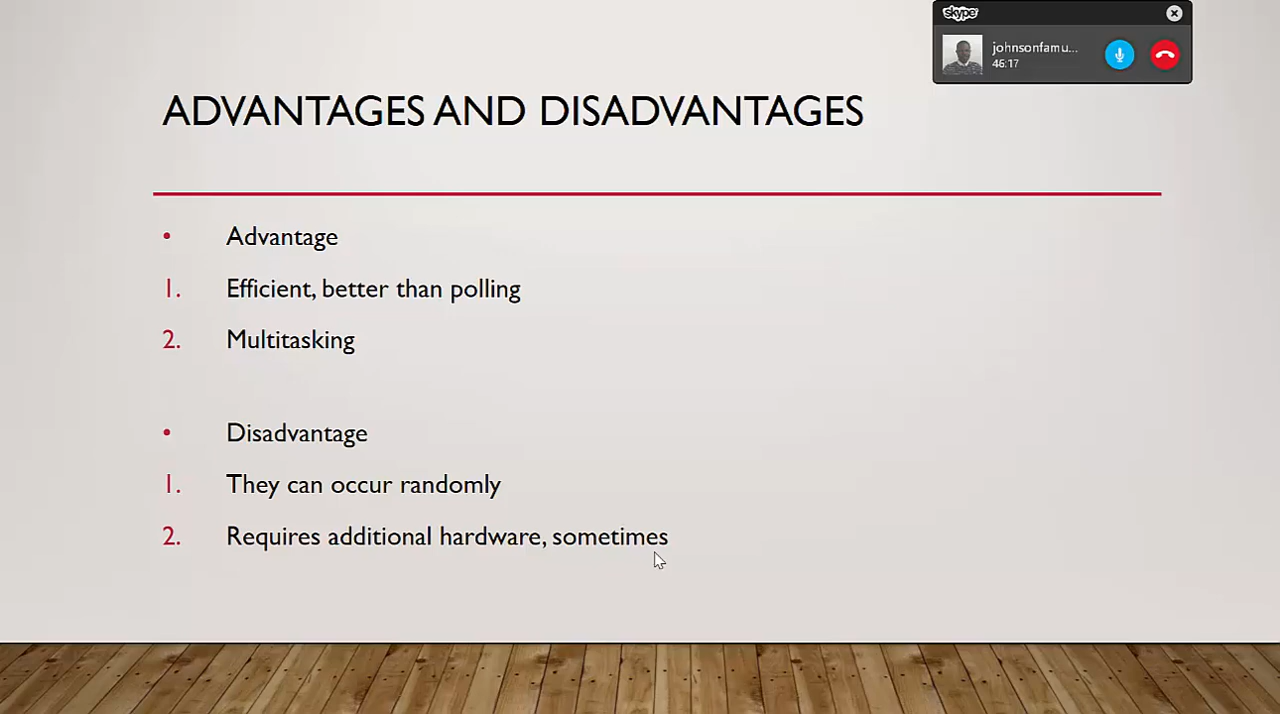 skype
johnsonfamu...
46:17
ADVANTAGES AND DISADVANTAGES
• Advantage
1. Efficient, better than polling
2. Multitasking
• Disadvantage
1. They can occur randomly
2. Requires additional hardware, sometimes